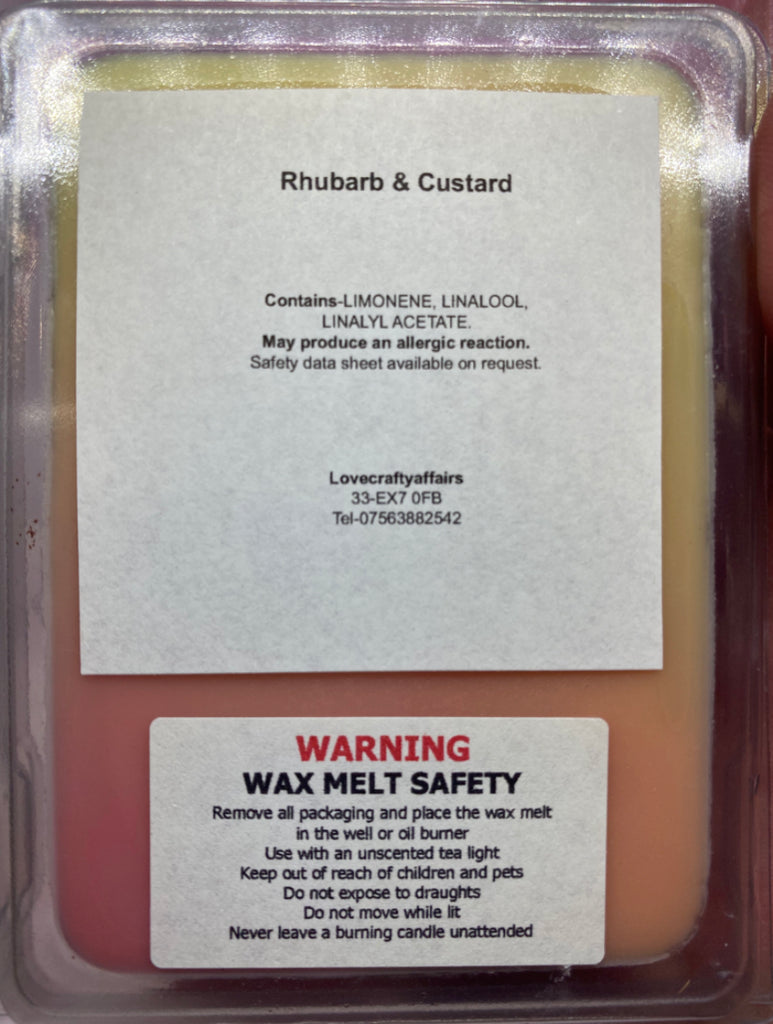 Rhubarb & Custard
Contains-LIMONENE, LINALOOL,
LINALYL ACETATE.
May produce an allergic reaction.
Safety data sheet available on request.
Lovecraftyaffairs
33-EX7 0FB
Tel-07563882542
WARNING
WAX MELT SAFETY
Remove all packaging and place the wax melt
in the well or oil burner
Use with an unscented tea light
Keep out of reach of children and pets
Do not expose to draughts
Do not move while lit
Never leave a burning candle unattended